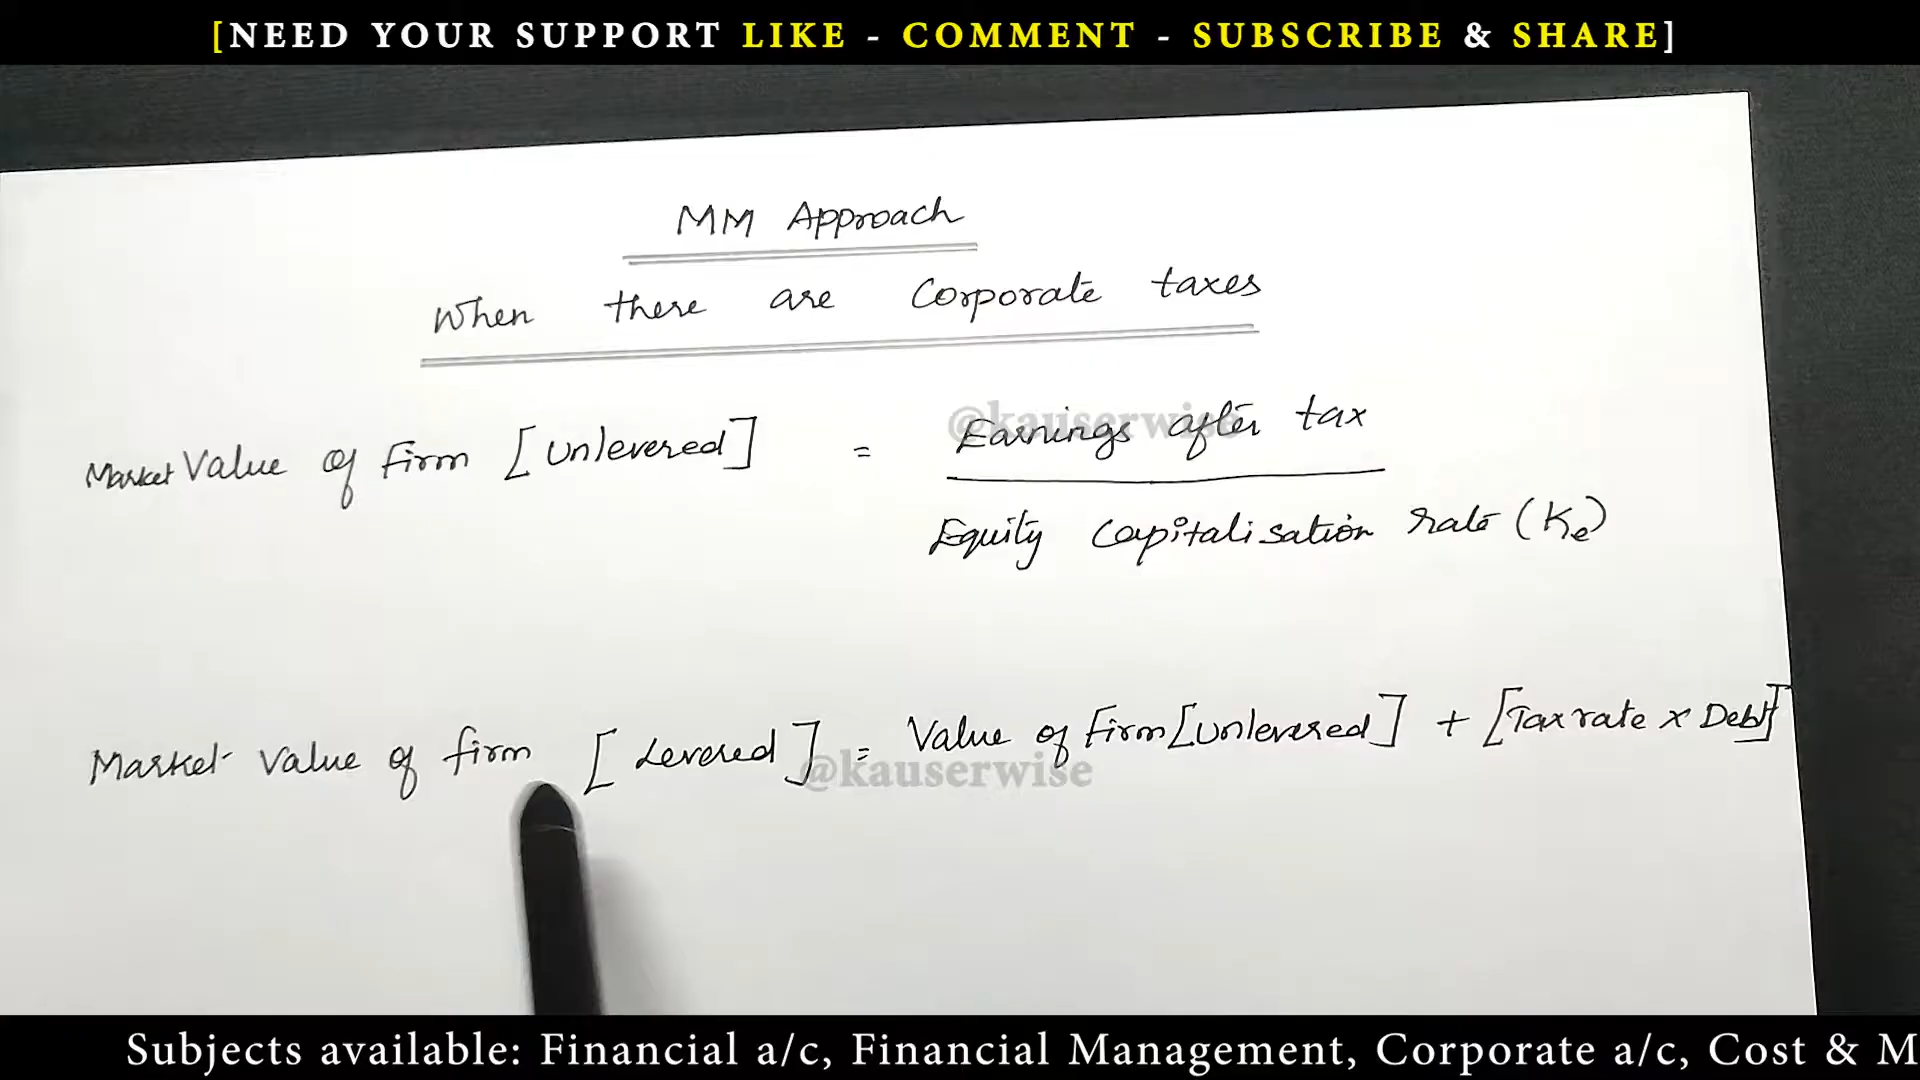 [NEED YOUR SUPPORT LIKE - COMMENT - SUBSCRIBE & SHARE]
MM Approach
When there are Corporate taxes
Market Value of firm [Unlevered] = Earnings after tax
Equity Capitalisation rate (Ke)
@kauserwise
Market Value of firm [Levered] = Value of Firm [Unlevered] + [Tax rate x Debt]
@kauserwise
Subjects available: Financial a/c, Financial Management, Corporate a/c, Cost & M